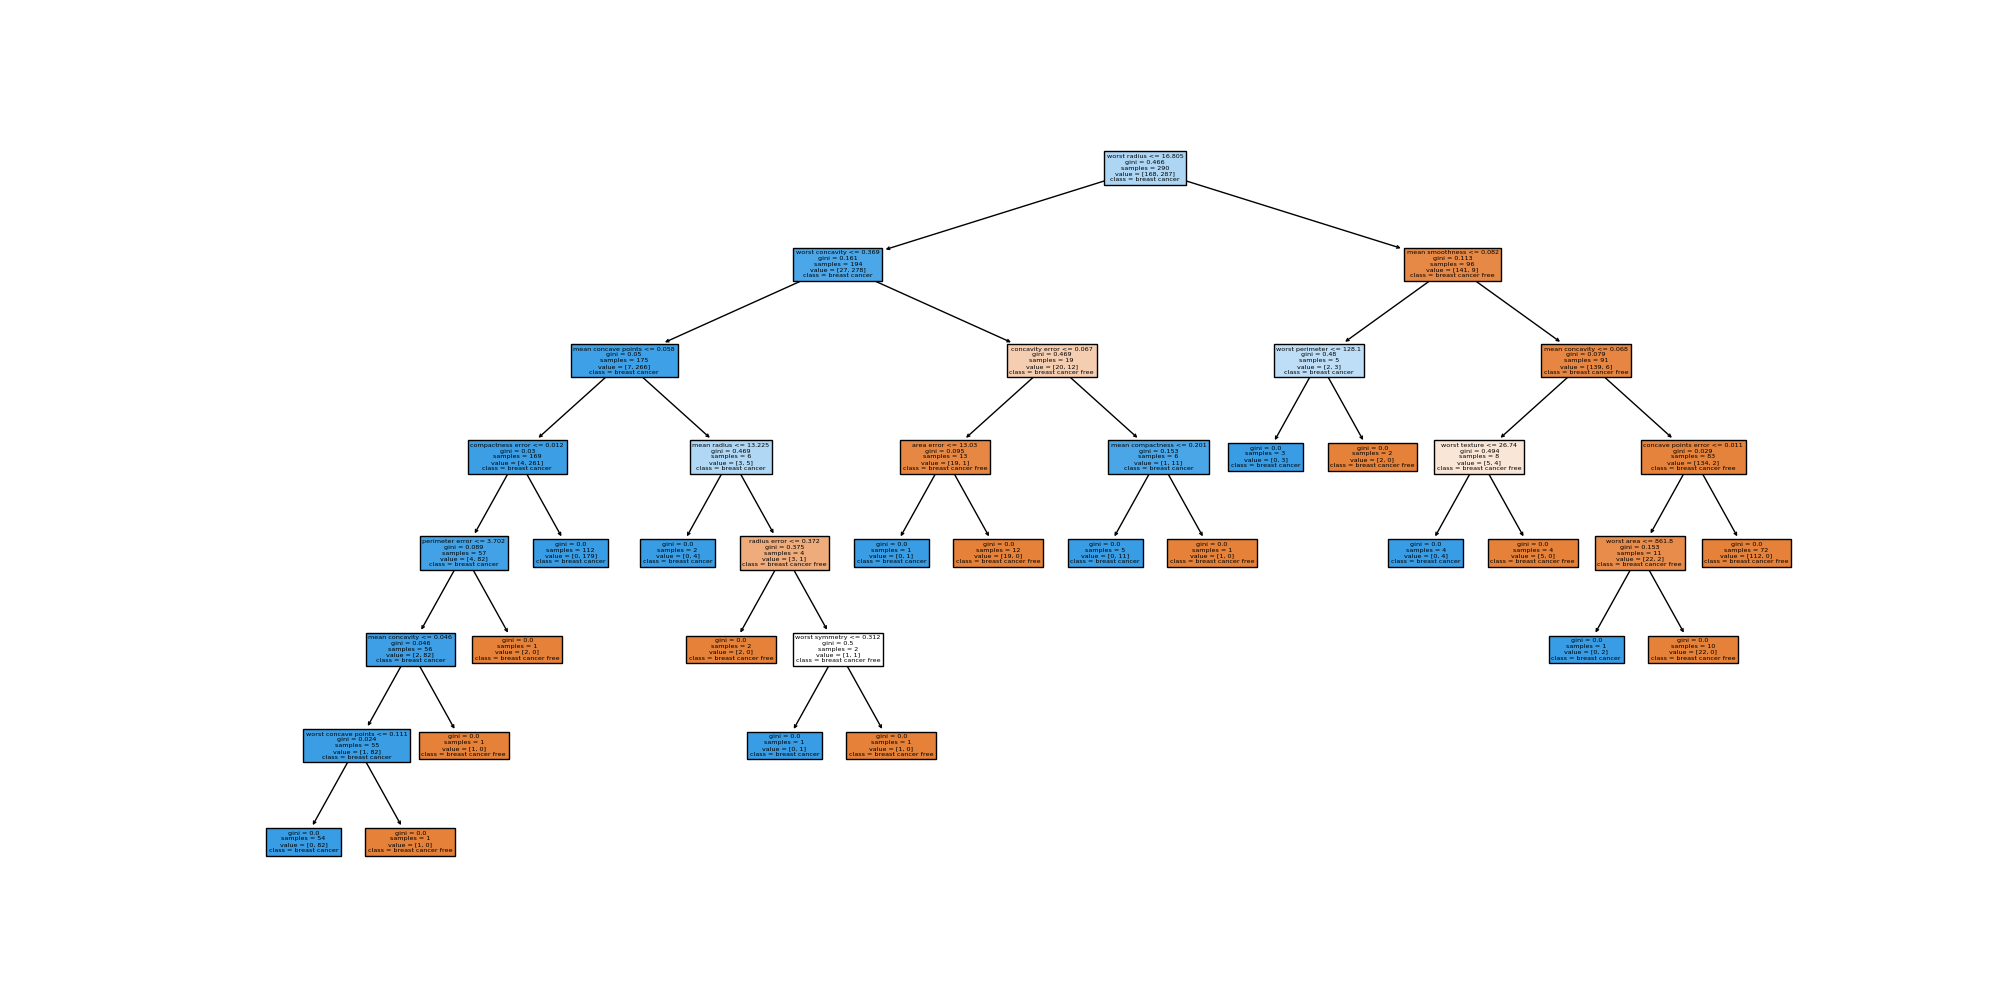 worst radius <= 16.805
gini = 0.466
samples = 290
value = [168, 287]
class = breast cancer
worst concavity <= 0.369
gini = 0.161
samples = 194
value = [27, 278]
class = breast cancer
mean smoothness <= 0.082
gini = 0.113
samples = 96
value = [141, 9]
class = breast cancer free
mean concave points <= 0.058
gini = 0.05
samples = 175
value = [7, 266]
class = breast cancer
concavity error <= 0.067
gini = 0.469
samples = 19
value = [20, 12]
class = breast cancer free
worst perimeter <= 128.1
gini = 0.48
samples = 5
value = [2, 3]
class = breast cancer
mean concavity <= 0.068
gini = 0.079
samples = 91
value = [139, 6]
class = breast cancer free
compactness error <= 0.012
gini = 0.03
samples = 169
value = [4, 261]
class = breast cancer
mean radius <= 13.225
gini = 0.469
samples = 6
value = [3, 5]
class = breast cancer
area error <= 13.03
gini = 0.095
samples = 13
value = [19, 1]
class = breast cancer free
mean compactness <= 0.201
gini = 0.153
samples = 6
value = [1, 11]
class = breast cancer
gini = 0.0
samples = 3
value = [0, 3]
class = breast cancer
gini = 0.0
samples = 2
value = [2, 0]
class = breast cancer free
worst texture <= 26.74
gini = 0.494
samples = 8
value = [5, 4]
class = breast cancer free
concave points error <= 0.011
gini = 0.029
samples = 83
value = [134, 2]
class = breast cancer free
perimeter error <= 3.702
gini = 0.089
samples = 57
value = [4, 82]
class = breast cancer
gini = 0.0
samples = 112
value = [0, 179]
class = breast cancer
gini = 0.0
samples = 2
value = [0, 4]
class = breast cancer
radius error <= 0.372
gini = 0.375
samples = 4
value = [3, 1]
class = breast cancer free
gini = 0.0
samples = 1
value = [0, 1]
class = breast cancer
gini = 0.0
samples = 12
value = [19, 0]
class = breast cancer free
gini = 0.0
samples = 5
value = [0, 11]
class = breast cancer
gini = 0.0
samples = 1
value = [1, 0]
class = breast cancer free
gini = 0.0
samples = 4
value = [0, 4]
class = breast cancer
gini = 0.0
samples = 4
value = [5, 0]
class = breast cancer free
worst area <= 861.8
gini = 0.153
samples = 11
value = [22, 2]
class = breast cancer free
gini = 0.0
samples = 72
value = [112, 0]
class = breast cancer free
mean concavity <= 0.046
gini = 0.046
samples = 56
value = [2, 82]
class = breast cancer
gini = 0.0
samples = 1
value = [2, 0]
class = breast cancer free
gini = 0.0
samples = 2
value = [2, 0]
class = breast cancer free
worst symmetry <= 0.312
gini = 0.5
samples = 2
value = [1, 1]
class = breast cancer free
gini = 0.0
samples = 1
value = [0, 2]
class = breast cancer
gini = 0.0
samples = 10
value = [22, 0]
class = breast cancer free
worst concave points <= 0.111
gini = 0.024
samples = 55
value = [1, 82]
class = breast cancer
gini = 0.0
samples = 1
value = [1, 0]
class = breast cancer free
gini = 0.0
samples = 1
value = [0, 1]
class = breast cancer
gini = 0.0
samples = 1
value = [1, 0]
class = breast cancer free
gini = 0.0
samples = 54
value = [0, 82]
class = breast cancer
gini = 0.0
samples = 1
value = [1, 0]
class = breast cancer free